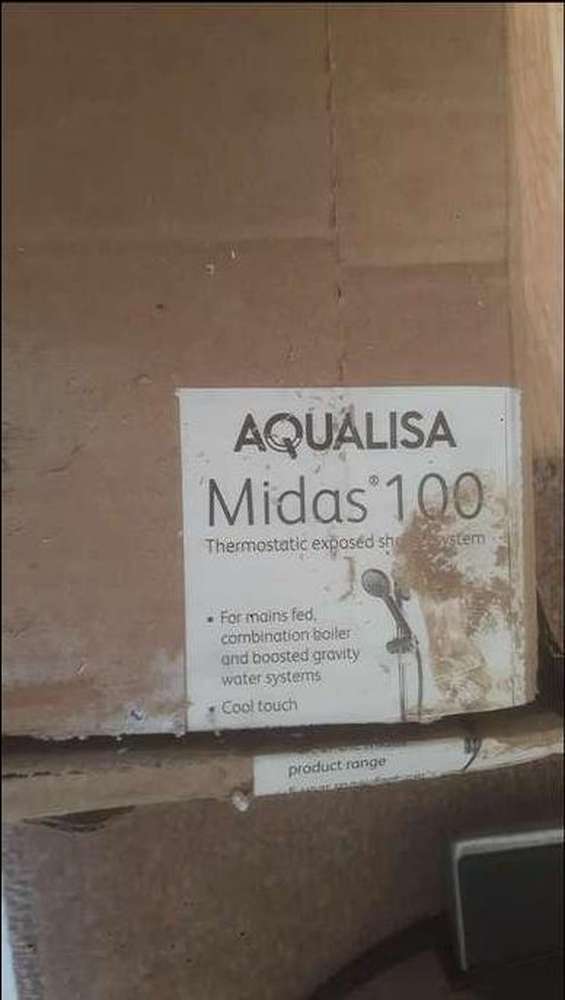 AQUALISA
Midas® 100
Thermostatic exposed system
• For mains fed,
combination boiler
and boosted gravity
water systems
• Cool touch
product range